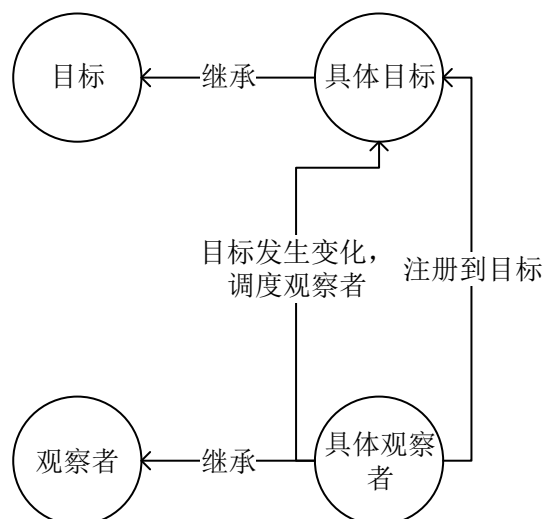 目标
继承
具体目标
目标发生变化，
调度观察者
注册到目标
观察者
继承
具体观察
者